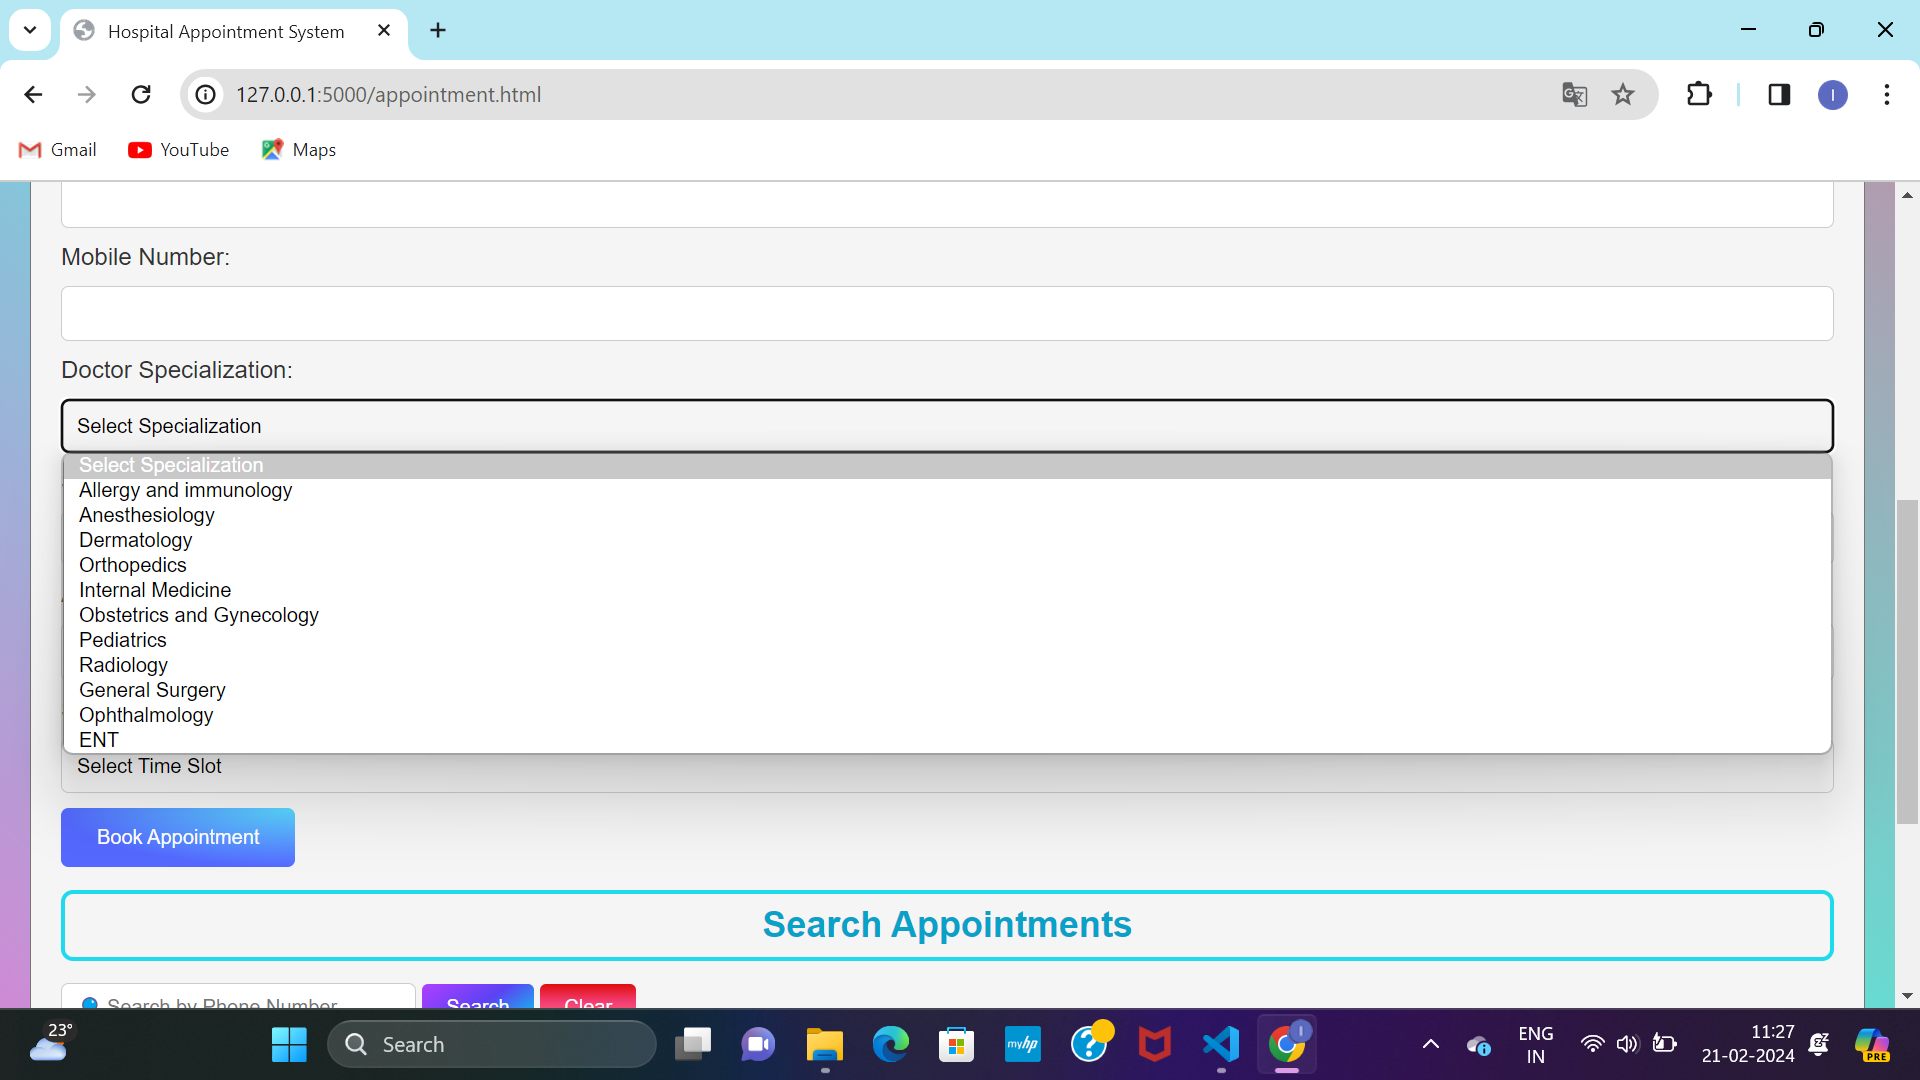 Hospital Appointment System
127.0.0.1:5000/appointment.html
I
Gmail
YouTube
Maps
Mobile Number:
Doctor Specialization:
Select Specialization
Select Specialization
Allergy and immunology
Anesthesiology
Dermatology
Orthopedics
Internal Medicine
Obstetrics and Gynecology
Pediatrics
Radiology
General Surgery
Ophthalmology
ENT
Select Time Slot
Book Appointment
Search Appointments
Search by Phone Number
Search
Clear
23°
Search
myhp
I
ENG
IN
11:27
21-02-2024
PRE